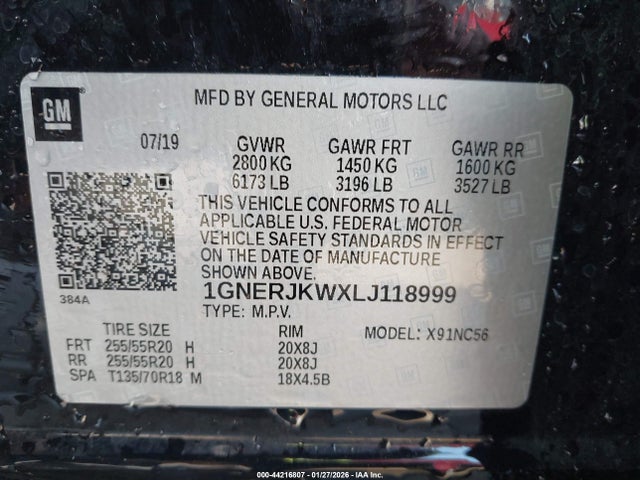 GM
MFD BY GENERAL MOTORS LLC
07/19 GVWR GAWR FRT GAWR RR
2800 KG 1450 KG 1600 KG
6173 LB 3196 LB 3527 LB
THIS VEHICLE CONFORMS TO ALL
APPLICABLE U.S. FEDERAL MOTOR
VEHICLE SAFETY STANDARDS IN EFFECT
ON THE DATE OF MANUFACTURE
SHOWN ABOVE.
384A
1GNERJKWXLJ118999
TYPE: M.P.V.
TIRE SIZE RIM MODEL: X91NC56
FRT 255/55R20 H 20X8J
RR 255/55R20 H 20X8J
SPA T135/70R18 M 18X4.5B
000-44216807 - 01/27/2026 - IAA Inc.